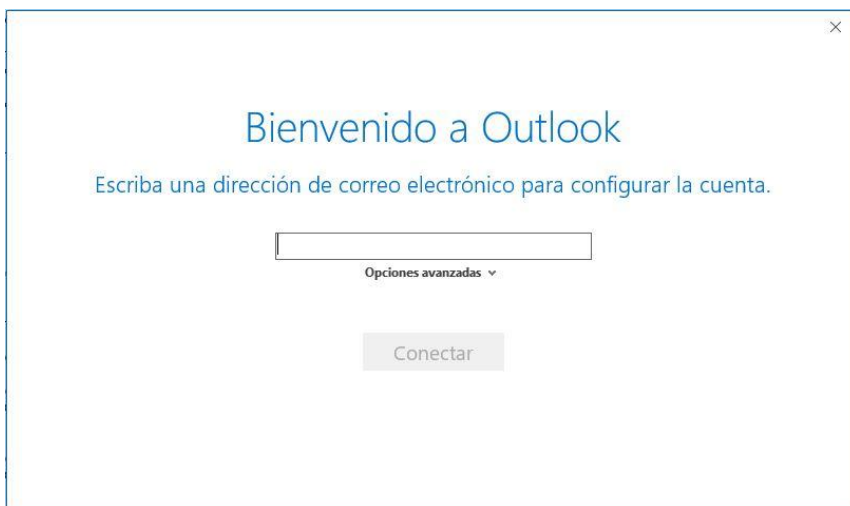 Bienvenido a Outlook
Escriba una dirección de correo electrónico para configurar la cuenta.
Opciones avanzadas
Conectar